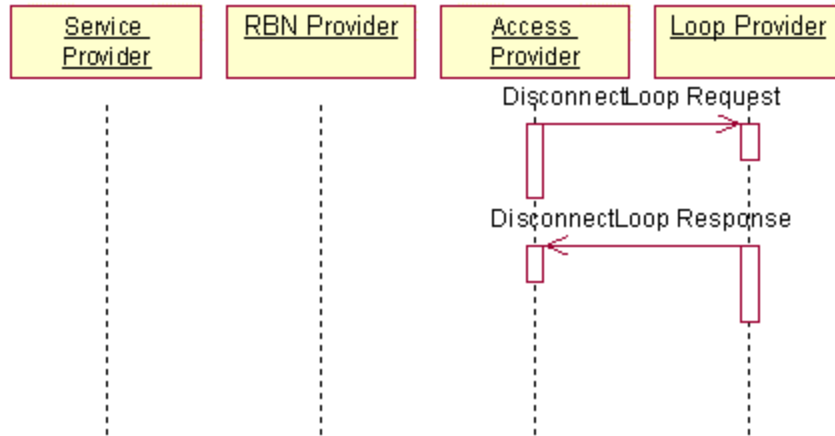 Service
Provider
RBN Provider
Access
Provider
Loop Provider
DisconnectLoop Request
DisconnectLoop Response